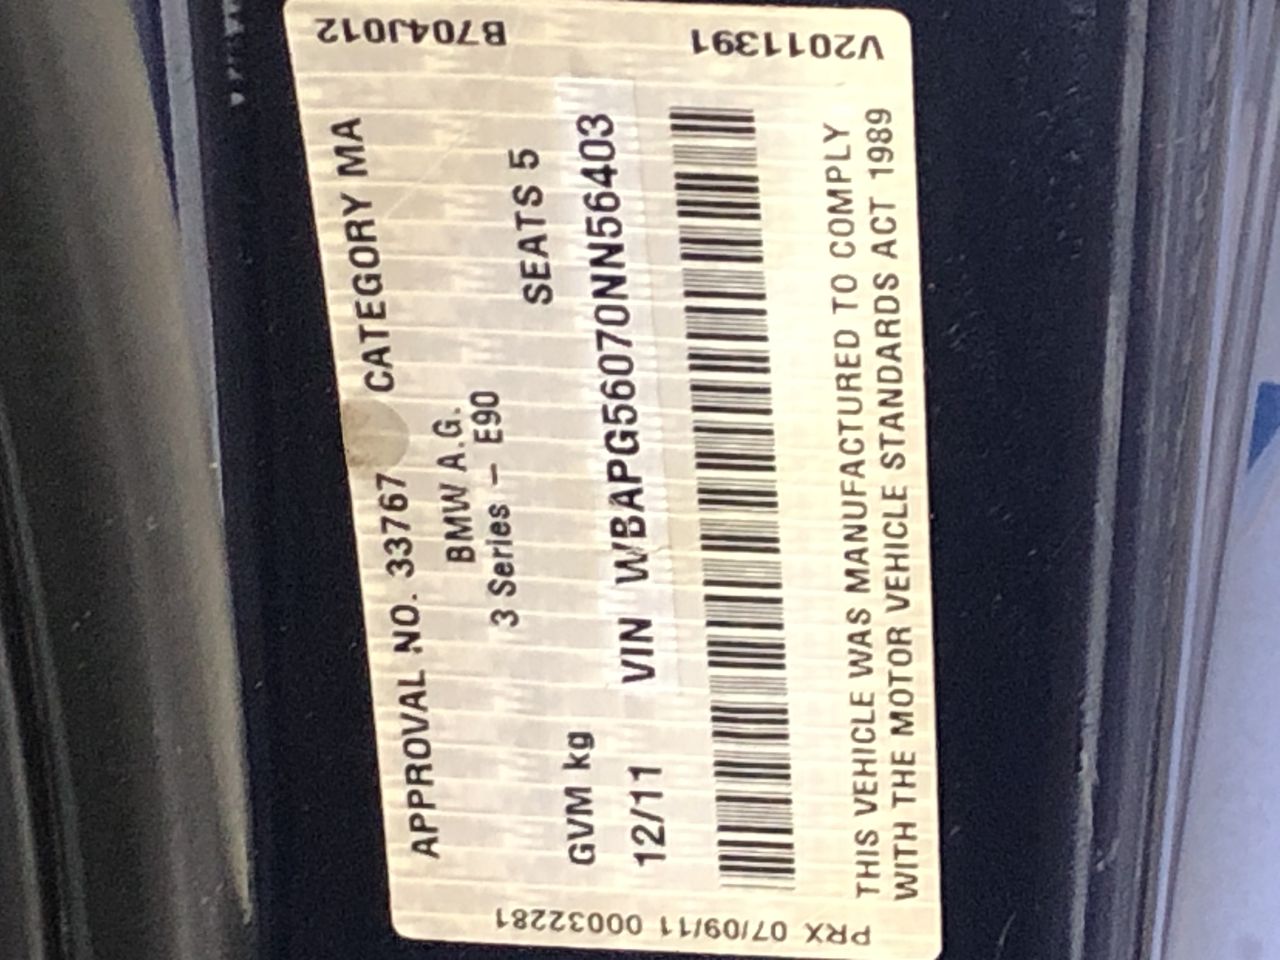 APPROVAL NO. 33767 CATEGORY MA
BMW A.G.
3 Series - E90
SEATS 5
GVM kg
12/11 VIN WBAPG56070NN56403
THIS VEHICLE WAS MANUFACTURED TO COMPLY
WITH THE MOTOR VEHICLE STANDARDS ACT 1989
B704J012
V2011391
PRX 07/09/11 00032281